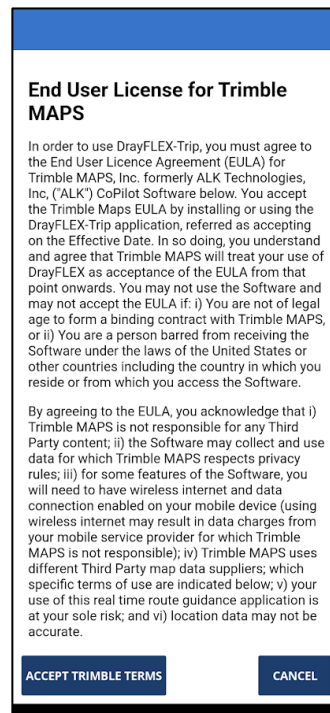 End User License for Trimble
MAPS
In order to use DrayFLEX-Trip, you must agree to
the End User Licence Agreement (EULA) for
Trimble MAPS, Inc. formerly ALK Technologies,
Inc, ("ALK") CoPilot Software below. You accept
the Trimble Maps EULA by installing or using the
DrayFLEX-Trip application, referred as accepting
on the Effective Date. In so doing, you understand
and agree that Trimble MAPS will treat your use of
DrayFLEX as acceptance of the EULA from that
point onwards. You may not use the Software and
may not accept the EULA if: i) You are not of legal
age to form a binding contract with Trimble MAPS,
or ii) You are a person barred from receiving the
Software under the laws of the United States or
other countries including the country in which you
reside or from which you access the Software.
By agreeing to the EULA, you acknowledge that i)
Trimble MAPS is not responsible for any Third
Party content; ii) the Software may collect and use
data for which Trimble MAPS respects privacy
rules; iii) for some features of the Software, you
will need to have wireless internet and data
connection enabled on your mobile device (using
wireless internet may result in data charges from
your mobile service provider for which Trimble
MAPS is not responsible); iv) Trimble MAPS uses
different Third Party map data suppliers; which
specific terms of use are indicated below; v) your
use of this real time route guidance application is
at your sole risk; and vi) location data may not be
accurate.
ACCEPT TRIMBLE TERMS
CANCEL